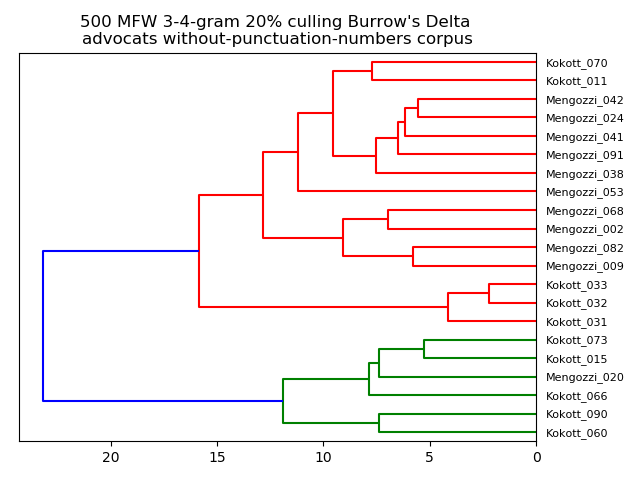 500 MFW 3-4-gram 20% culling Burrow's Delta
advocats without-punctuation-numbers corpus
Kokott_070
Kokott_011
Mengozzi_042
Mengozzi_024
Mengozzi_041
Mengozzi_091
Mengozzi_038
Mengozzi_053
Mengozzi_068
Mengozzi_002
Mengozzi_082
Mengozzi_009
Kokott_033
Kokott_032
Kokott_031
Kokott_073
Kokott_015
Mengozzi_020
Kokott_066
Kokott_090
Kokott_060
20 15 10 5 0